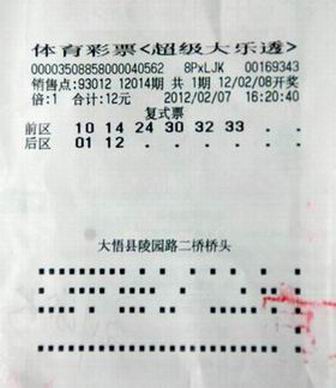 体育彩票<超级大乐透>
00003508858000040562 8PxLJK 00169343
销售点:93012 12014期 共1期 12/02/08开奖
倍:1 合计:12元 2012/02/07 16:20:40
复式票
前区 10 14 24 30 32 33 . .
后区 01 12 . . . . . .
大悟县陵园路二桥桥头